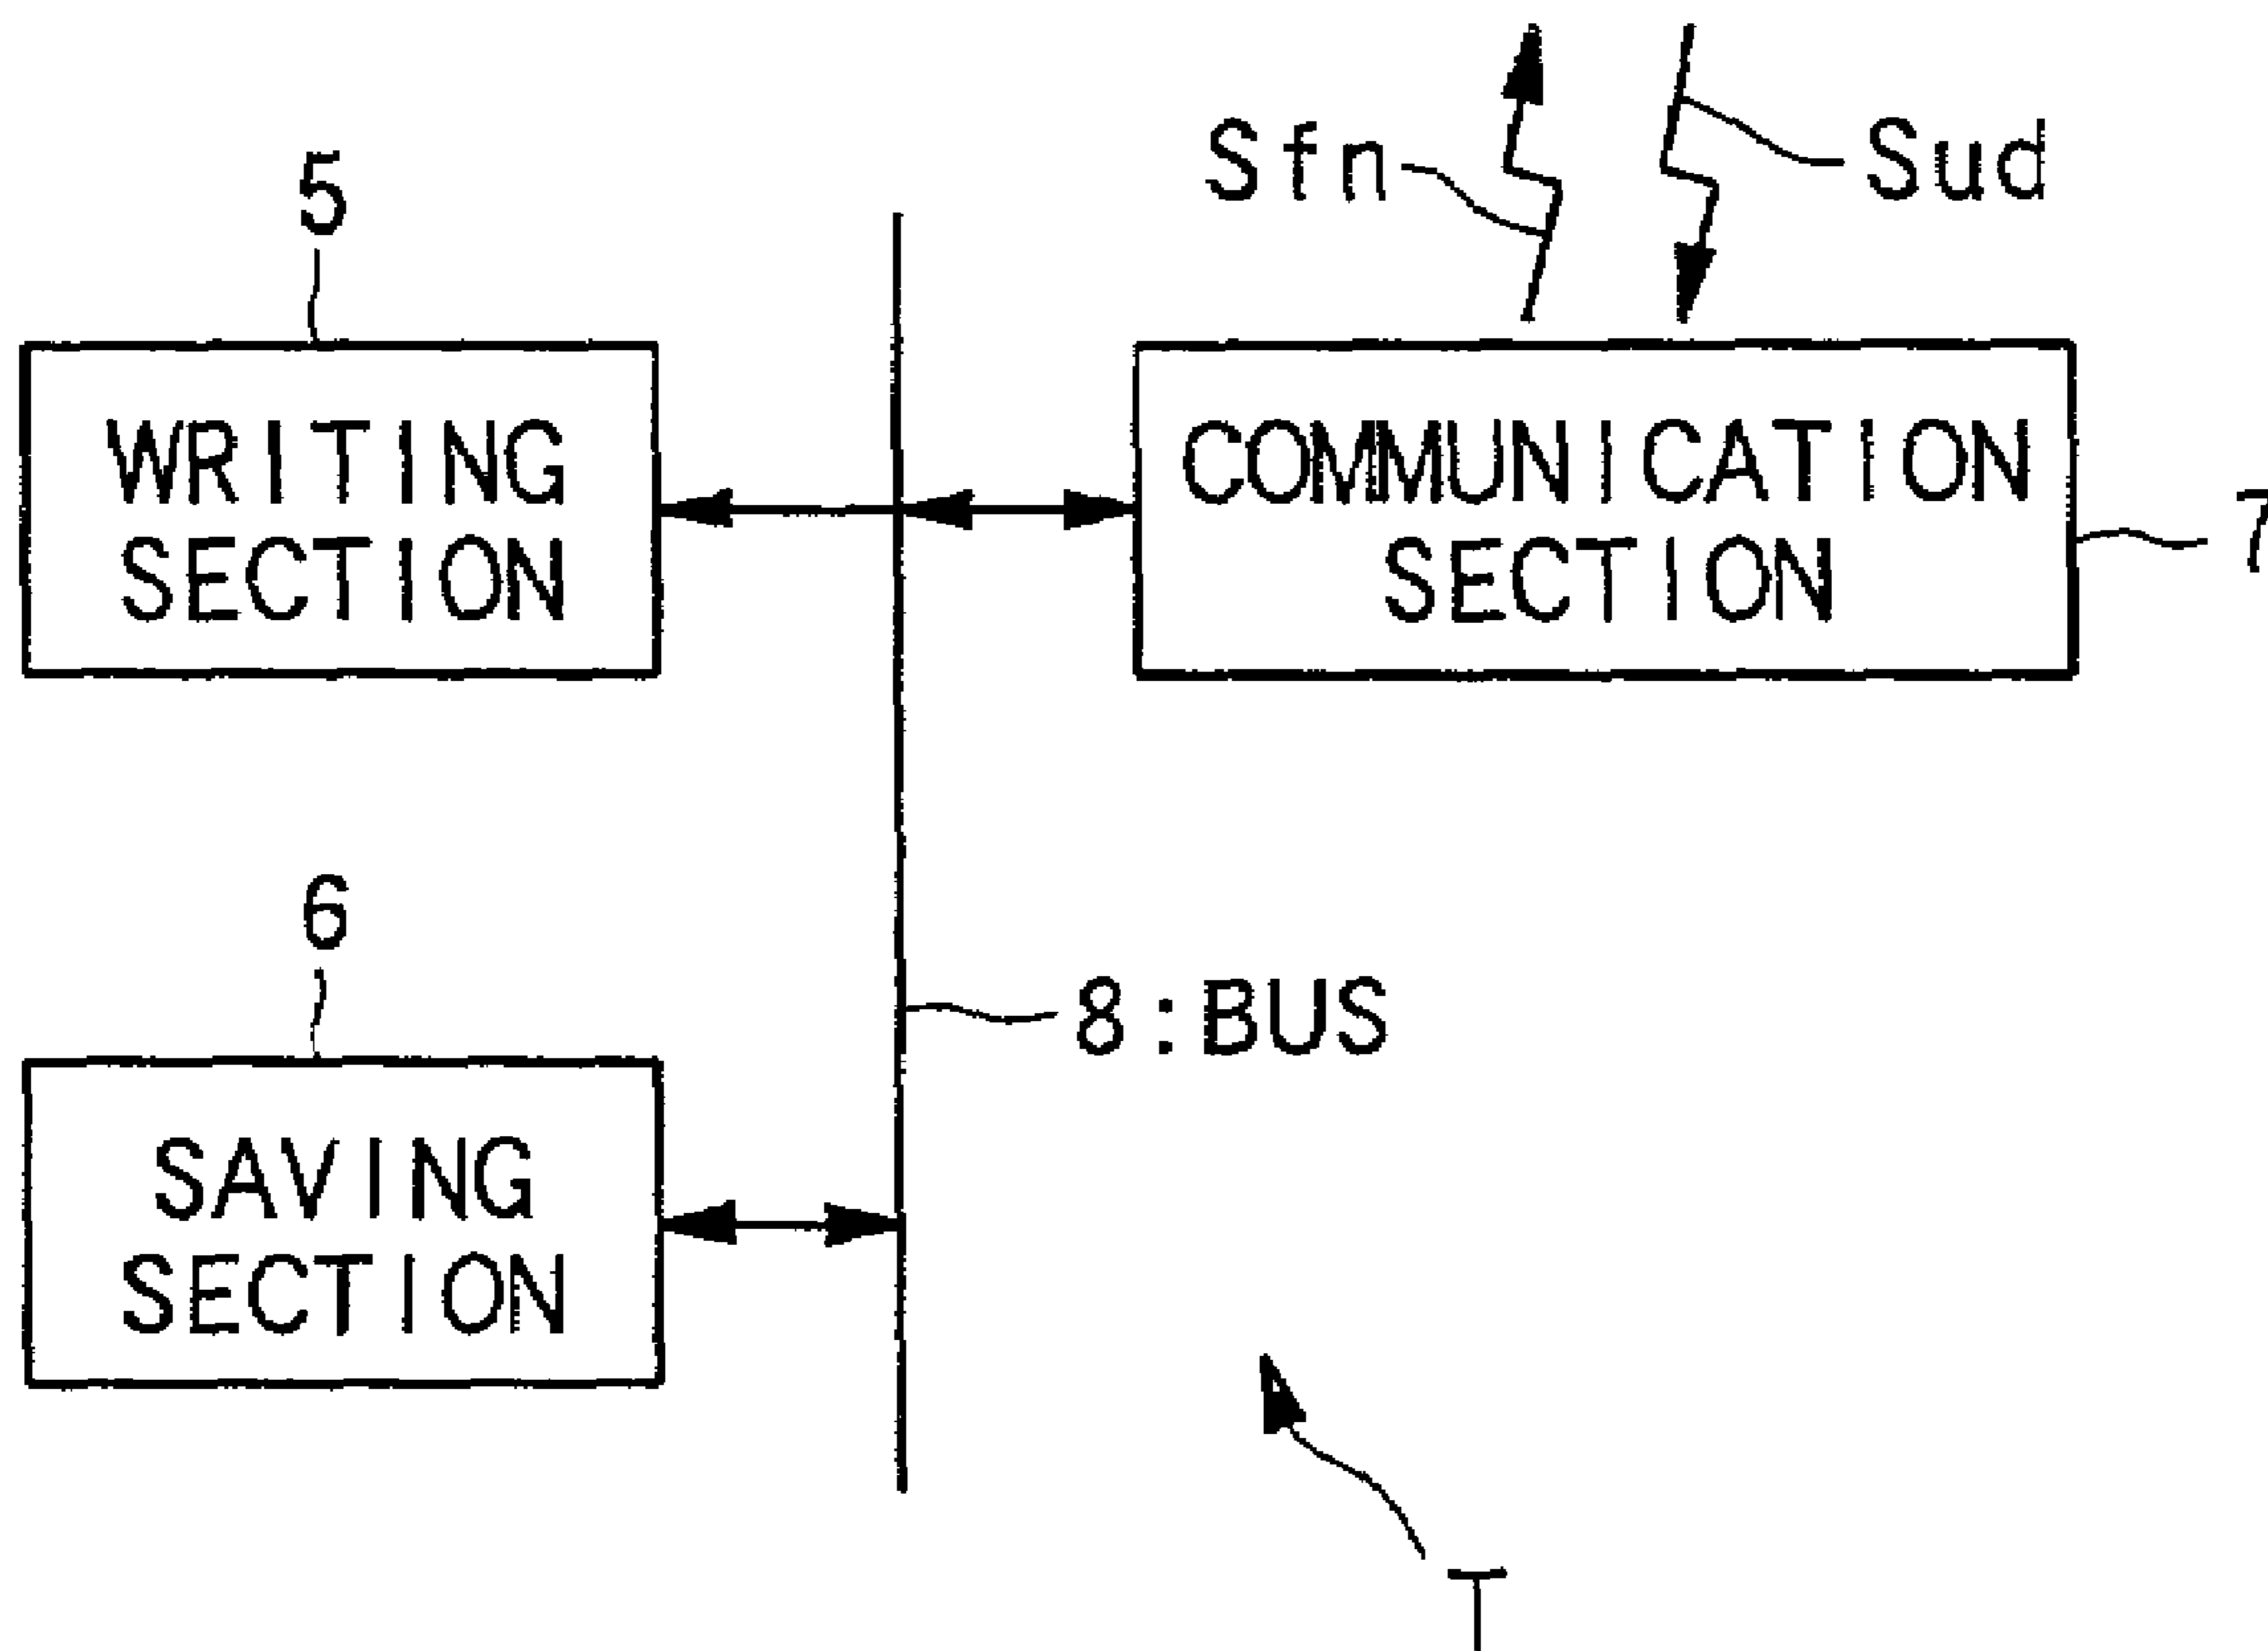 Sfn
Sud
5
WRITING
SECTION
COMMUNICATION
SECTION
7
6
8:BUS
SAVING
SECTION
T